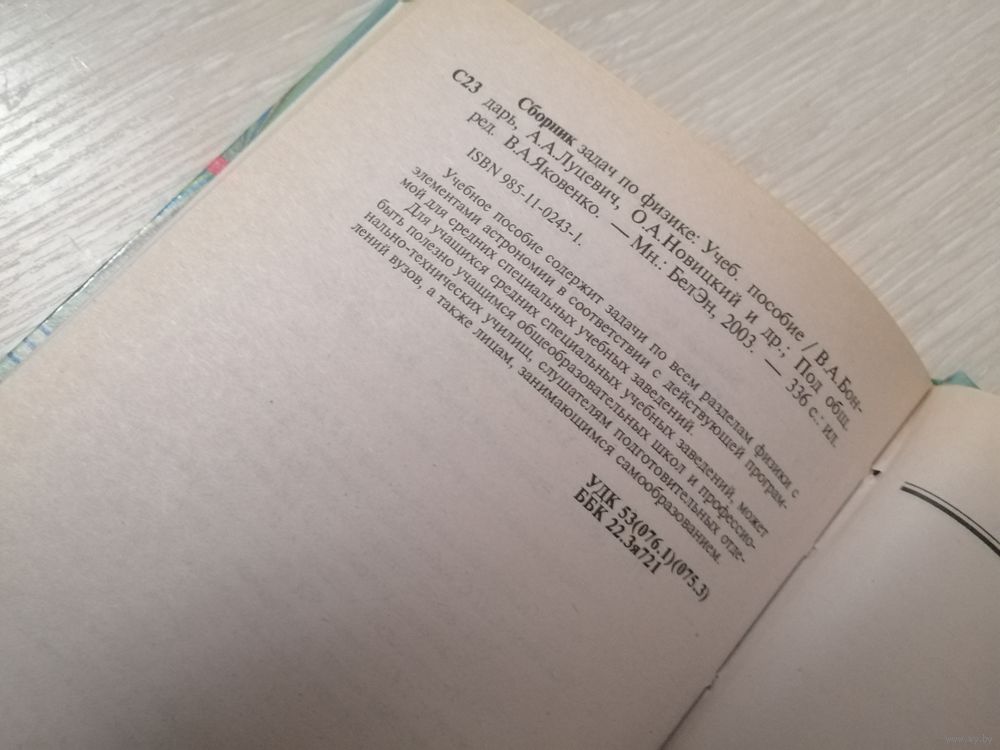 Сборник задач по физике: Учеб. пособие / В.А.Бон-
С23 дарь, А.А.Луцевич, О.А.Новицкий и др.; Под общ.
ред. В.А.Яковенко. — Мн.: БелЭн, 2003. — 336 с.: ил.
ISBN 985-11-0243-1.
Учебное пособие содержит задачи по всем разделам физики с
элементами астрономии в соответствии с действующей програм-
мой для средних специальных учебных заведений.
Для учащихся средних специальных учебных заведений, может
быть полезно учащимся общеобразовательных школ и профессио-
нально-технических училищ, слушателям подготовительных отде-
лений вузов, а также лицам, занимающимся самообразованием.
УДК 53(076.1)(075.3)
ББК 22.3я721
www.ay.by